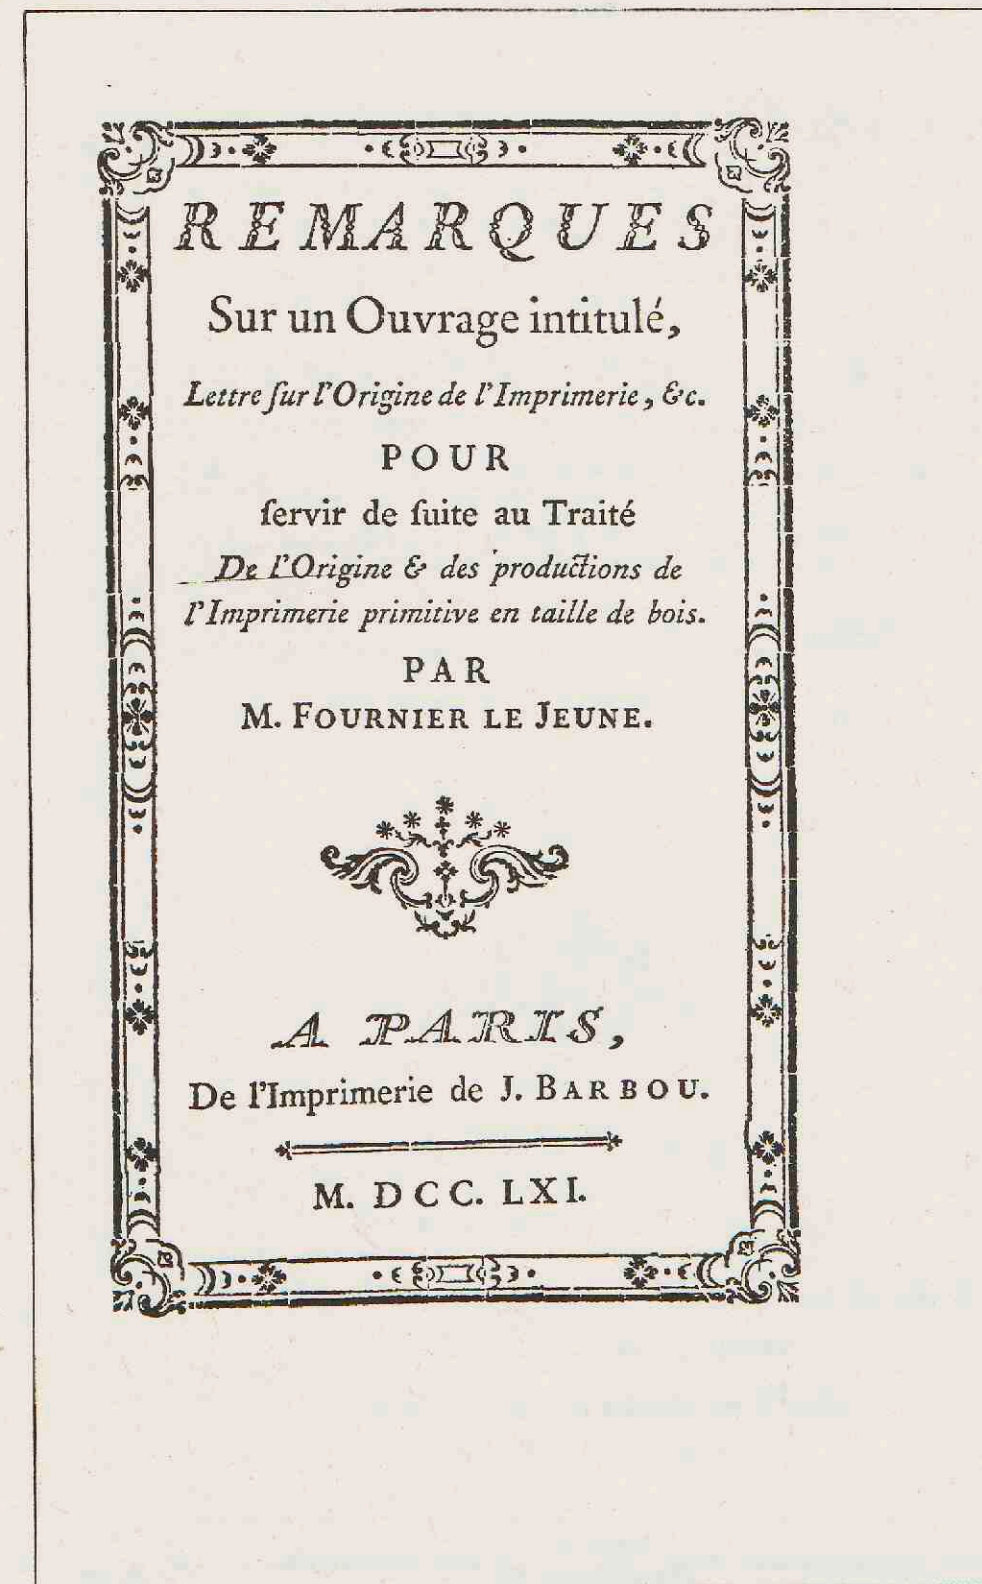 REMARQUES
Sur un Ouvrage intitulé,
Lettre ſur l'Origine de l'Imprimerie, &c.
POUR
ſervir de ſuite au Traité
De l'Origine & des productions de
l'Imprimerie primitive en taille de bois.
PAR
M. FOURNIER LE JEUNE.
A PARIS,
De l'Imprimerie de J. BARBOU.
M. DCC. LXI.